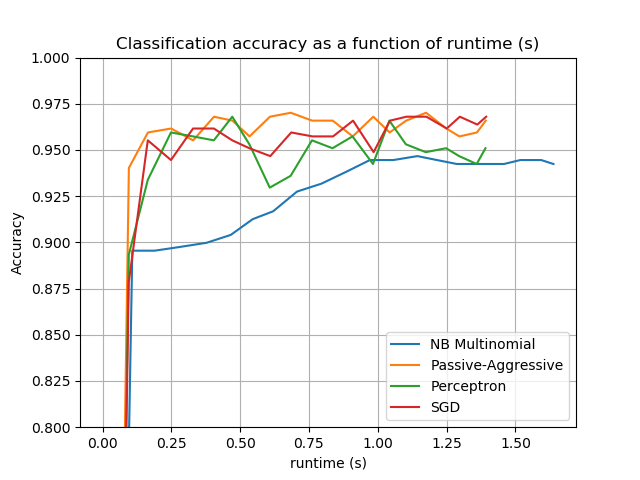 Classification accuracy as a function of runtime (s)
1.000
0.975
0.950
0.925
0.900
0.875
0.850
0.825
0.800
Accuracy
NB Multinomial
Passive-Aggressive
Perceptron
SGD
0.00 0.25 0.50 0.75 1.00 1.25 1.50
runtime (s)